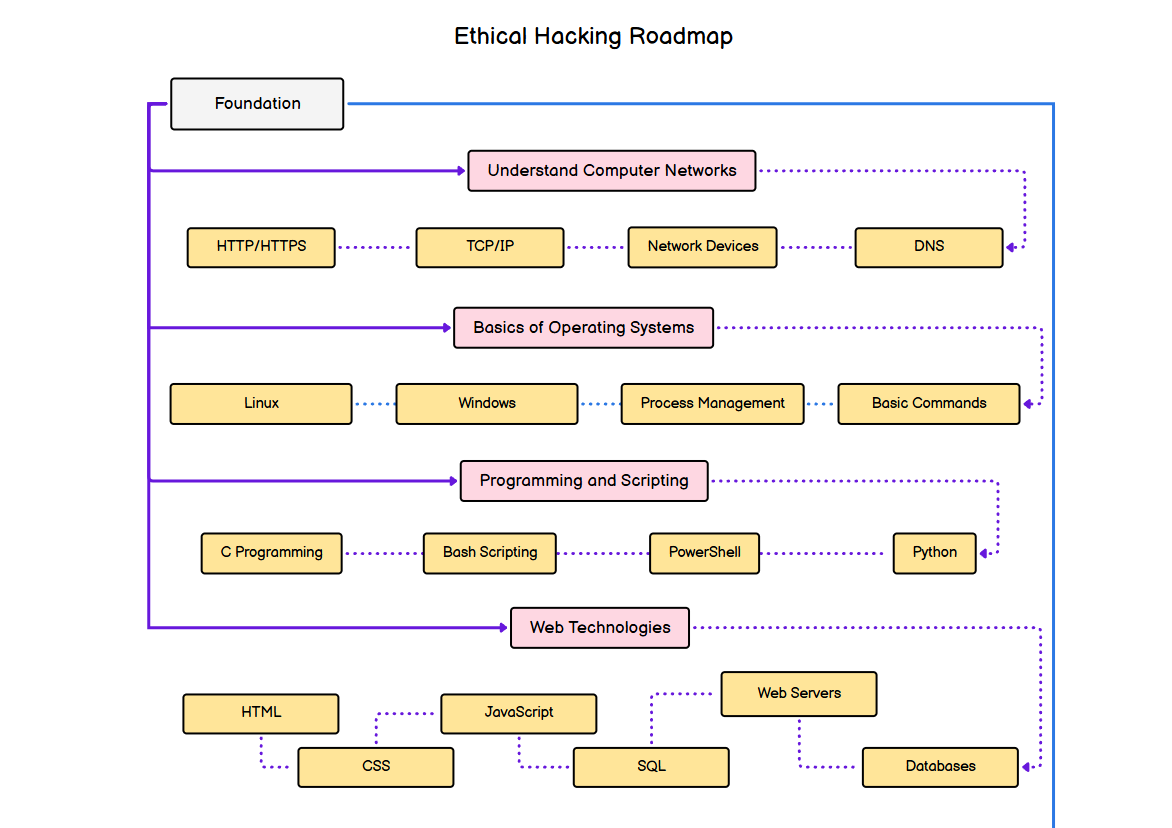 Ethical Hacking Roadmap
Foundation
Understand Computer Networks
HTTP/HTTPS
TCP/IP
Network Devices
DNS
Basics of Operating Systems
Linux
Windows
Process Management
Basic Commands
Programming and Scripting
C Programming
Bash Scripting
PowerShell
Python
Web Technologies
HTML
CSS
JavaScript
SQL
Web Servers
Databases